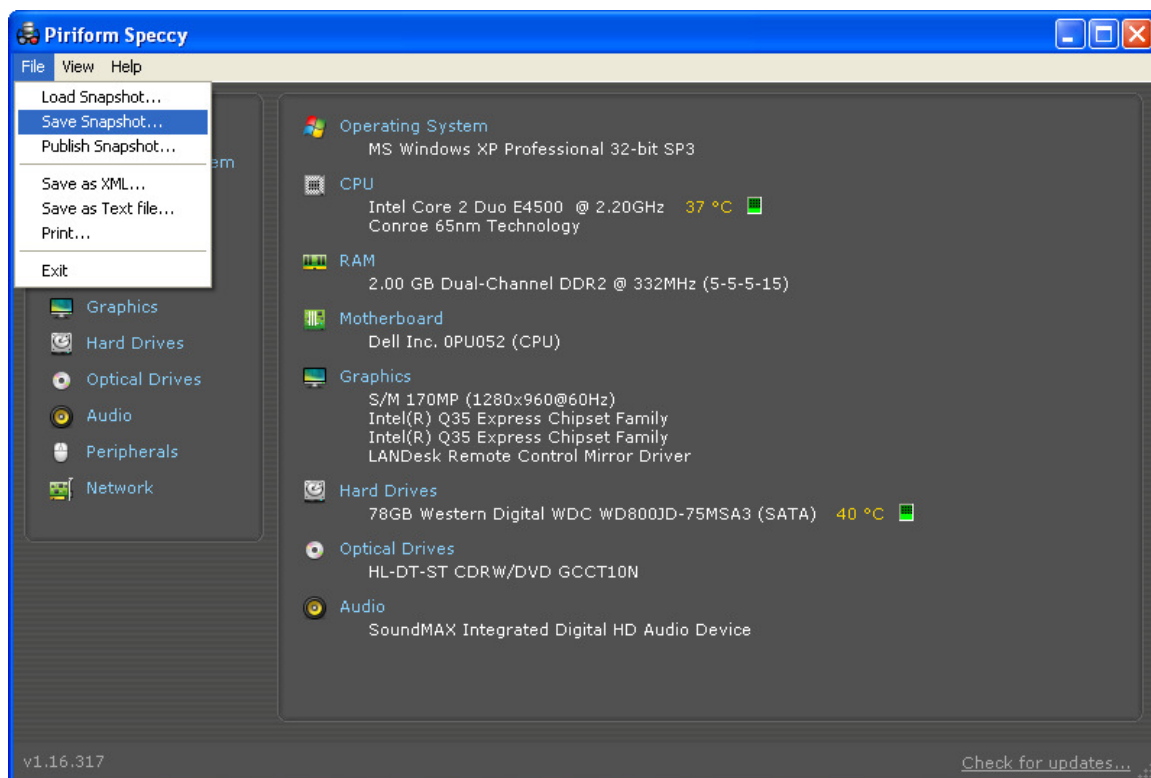 Piriform Speccy
File View Help
Load Snapshot...
Save Snapshot...
Publish Snapshot...
Save as XML...
Save as Text file...
Print...
Exit
em
Graphics
Hard Drives
Optical Drives
Audio
Peripherals
Network
Operating System
MS Windows XP Professional 32-bit SP3
CPU
Intel Core 2 Duo E4500 @ 2.20GHz 37 °C
Conroe 65nm Technology
RAM
2.00 GB Dual-Channel DDR2 @ 332MHz (5-5-5-15)
Motherboard
Dell Inc. 0PU052 (CPU)
Graphics
S/M 170MP (1280x960@60Hz)
Intel(R) Q35 Express Chipset Family
Intel(R) Q35 Express Chipset Family
LANDesk Remote Control Mirror Driver
Hard Drives
78GB Western Digital WDC WD800JD-75MSA3 (SATA) 40 °C
Optical Drives
HL-DT-ST CDRW/DVD GCCT10N
Audio
SoundMAX Integrated Digital HD Audio Device
v1.16.317
Check for updates...